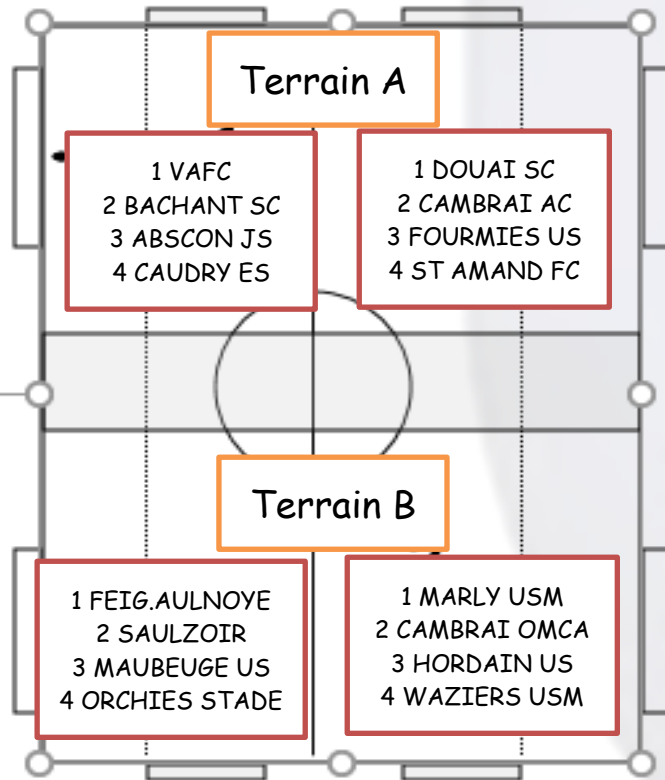 Terrain A
1 VAFC
2 BACHANT SC
3 ABSCON JS
4 CAUDRY ES
1 DOUAI SC
2 CAMBRAI AC
3 FOURMIES US
4 ST AMAND FC
Terrain B
1 FEIG.AULNOYE
2 SAULZOIR
3 MAUBEUGE US
4 ORCHIES STADE
1 MARLY USM
2 CAMBRAI OMCA
3 HORDAIN US
4 WAZIERS USM